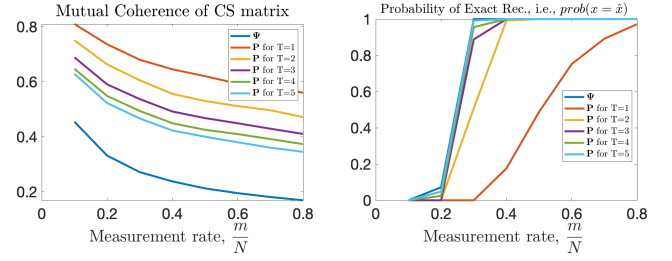 Mutual Coherence of CS matrix
0.8
0.6
0.4
0.2
0
0.2
0.4
0.6
0.8
Ψ
P for T=1
P for T=2
P for T=3
P for T=4
P for T=5
Measurement rate, m/N
Probability of Exact Rec., i.e., prob(x = x̂)
1
0.8
0.6
0.4
0.2
0
0
0.2
0.4
0.6
0.8
Ψ
P for T=1
P for T=2
P for T=3
P for T=4
P for T=5
Measurement rate, m/N